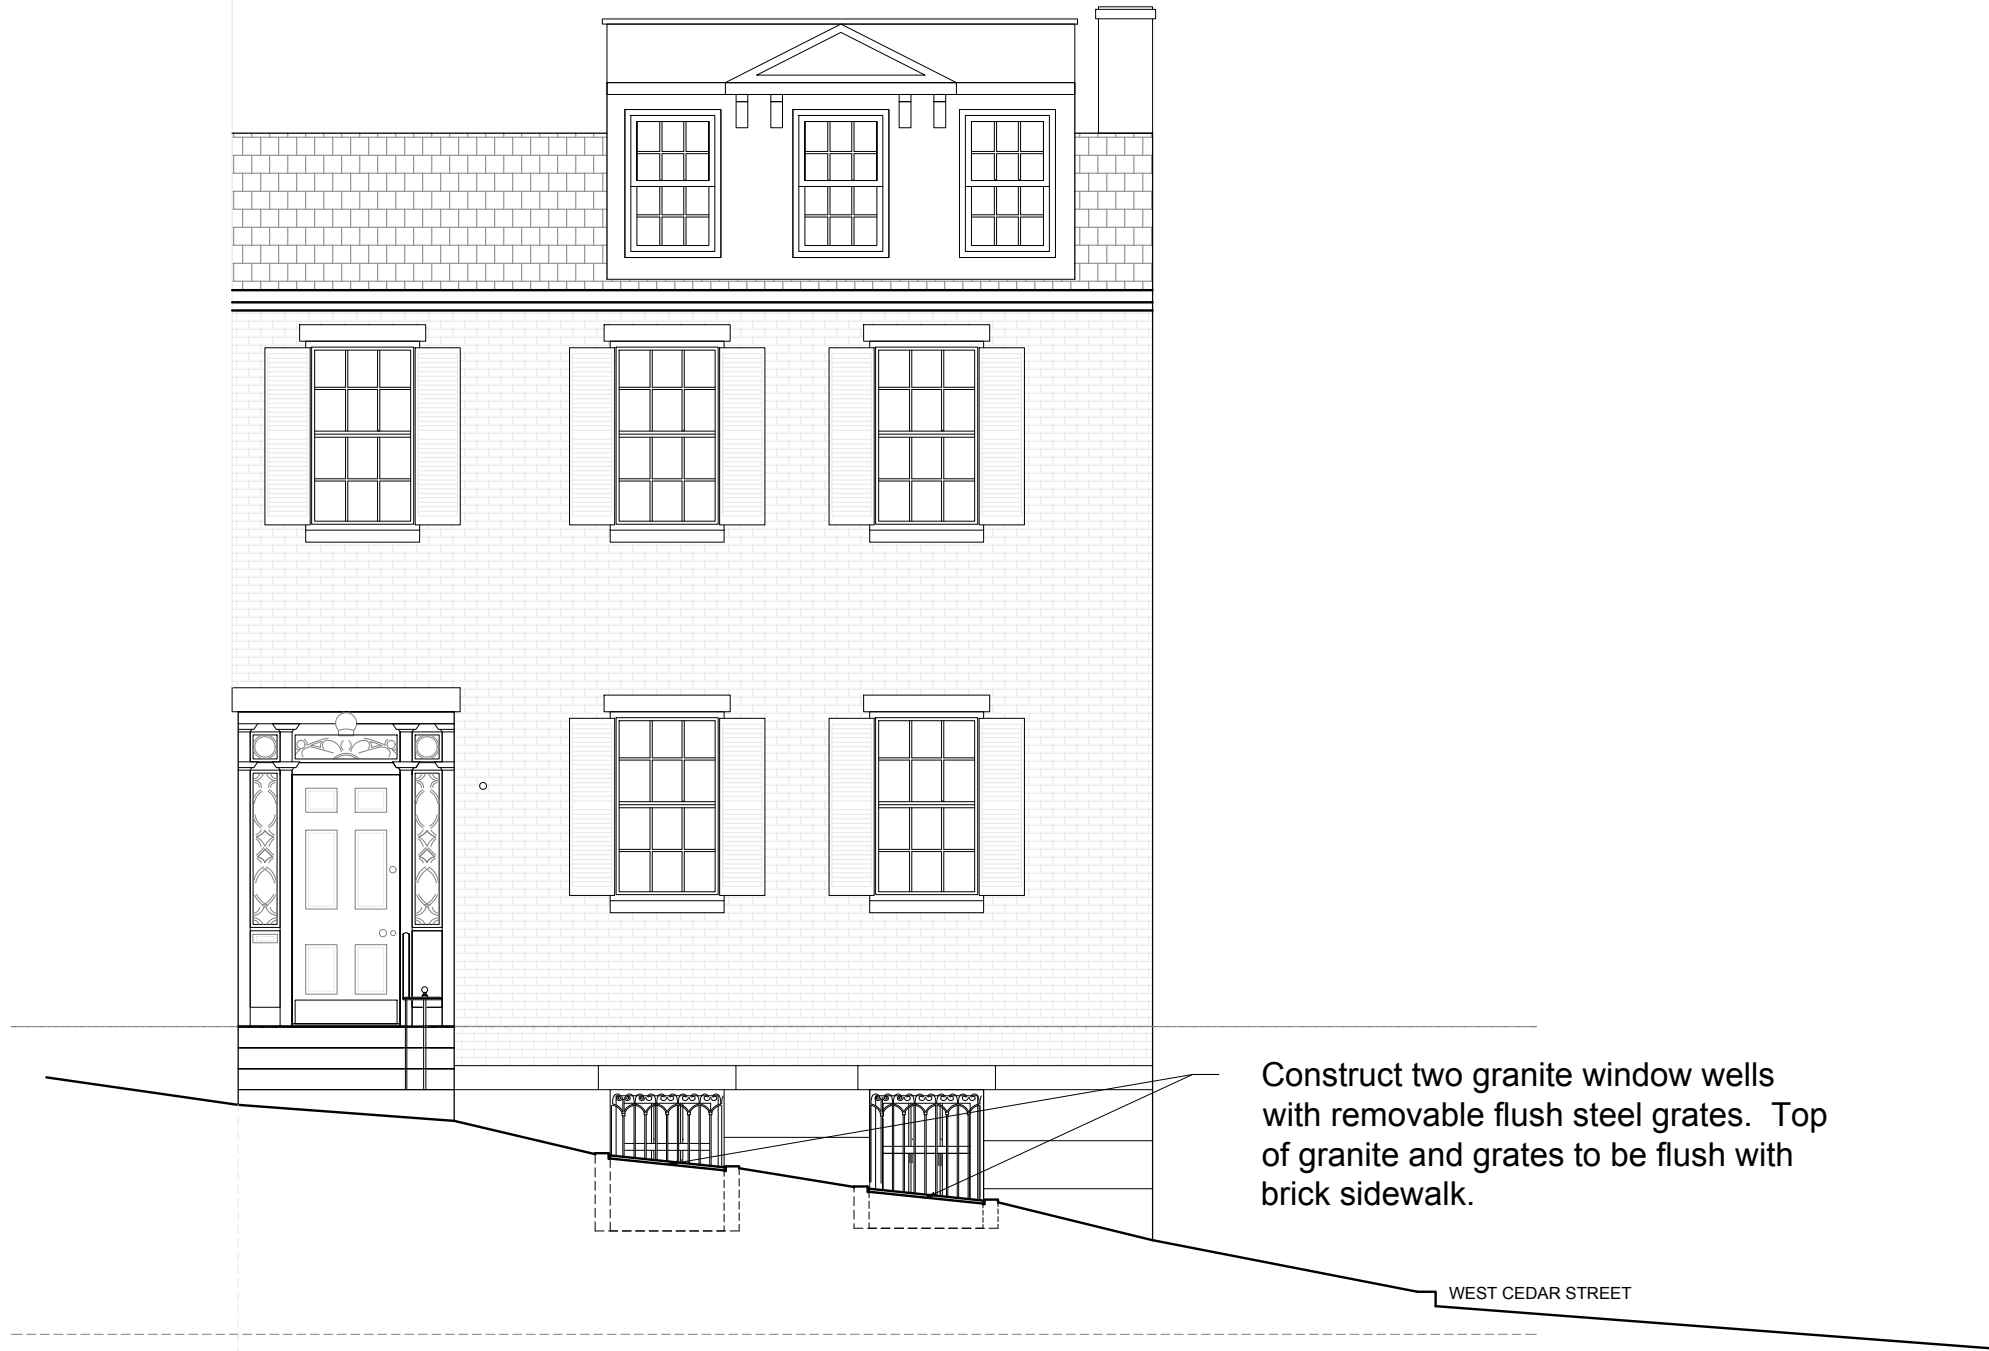 Construct two granite window wells
with removable flush steel grates.  Top
of granite and grates to be flush with
brick sidewalk.
WEST CEDAR STREET